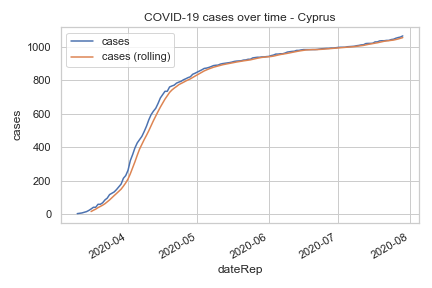 COVID-19 cases over time - Cyprus
cases
cases (rolling)
1000
800
600
400
200
0
cases
2020-04
2020-05
2020-06
2020-07
2020-08
dateRep